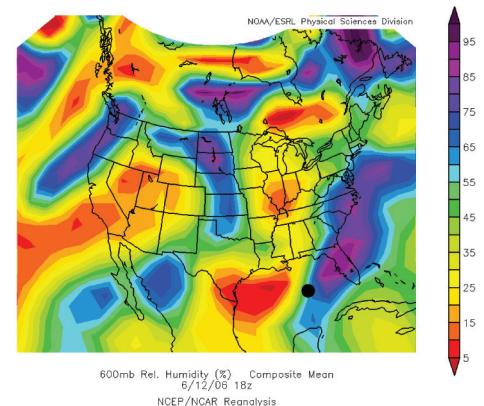 NOAA/ESRL Physical Sciences Division
95
85
75
65
55
45
35
25
15
5
600mb Rel. Humidity (%) Composite Mean
6/12/06 18z
NCEP/NCAR Reanalysis